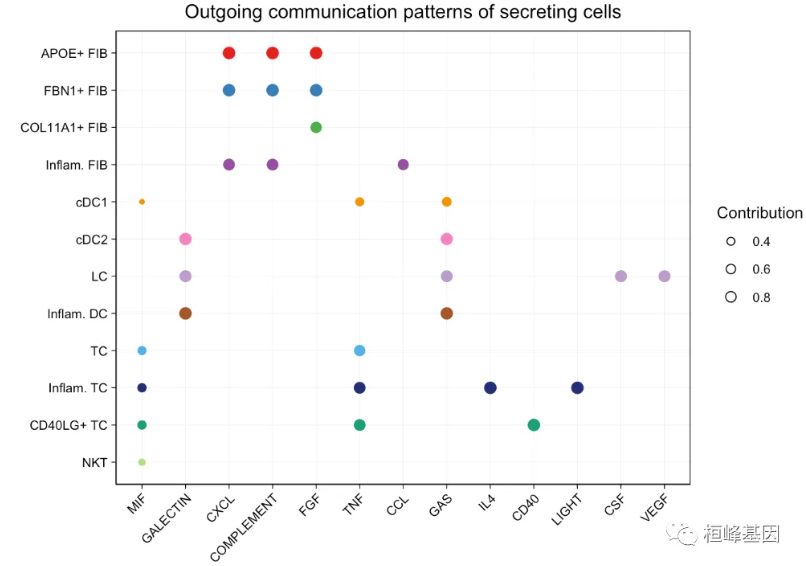 Outgoing communication patterns of secreting cells
APOE+ FIB
FBN1+ FIB
COL11A1+ FIB
Inflam. FIB
cDC1
cDC2
LC
Inflam. DC
TC
Inflam. TC
CD40LG+ TC
NKT
MIF
GALECTIN
CXCL
COMPLEMENT
FGF
TNF
CCL
GAS
IL4
CD40
LIGHT
CSF
VEGF
Contribution
0.4
0.6
0.8
桓峰基因